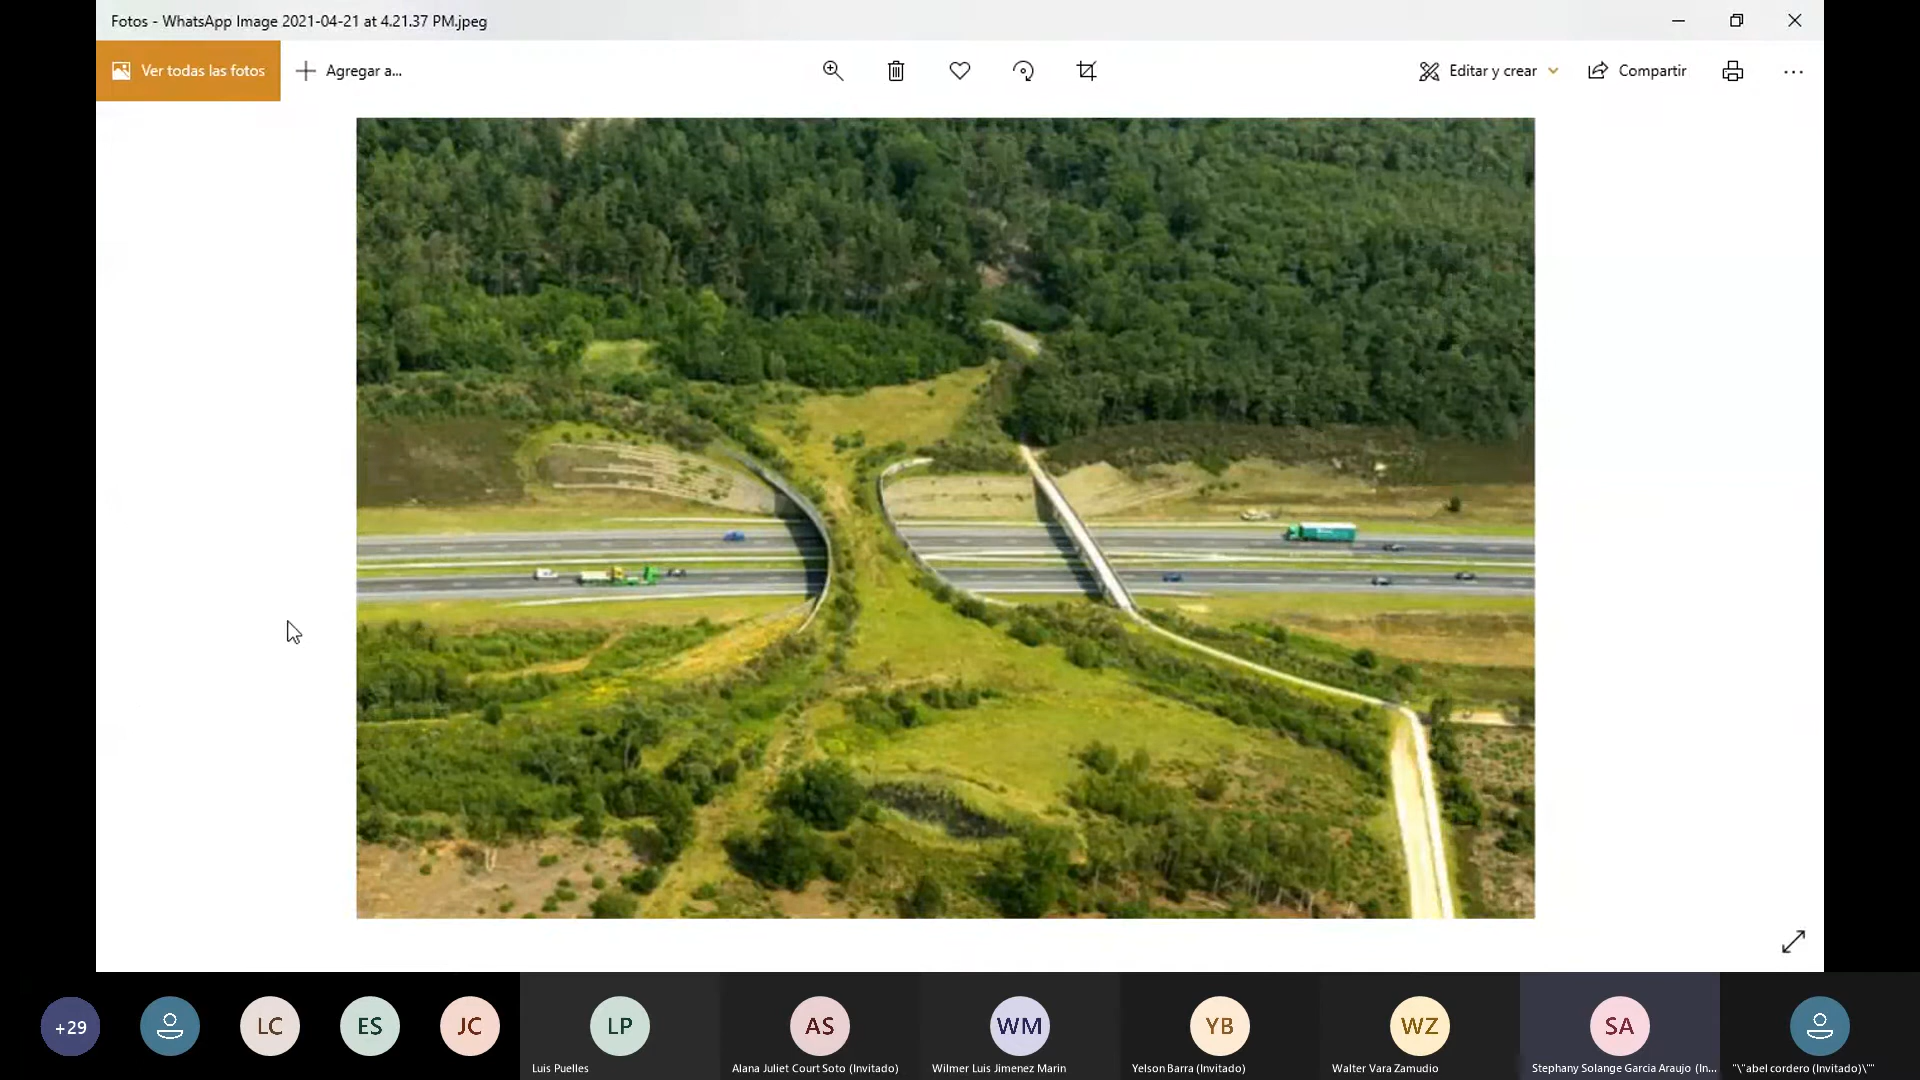 Fotos - WhatsApp Image 2021-04-21 at 4.21.37 PM.jpeg
Ver todas las fotos
Agregar a...
Editar y crear
Compartir
+29
LC
ES
JC
LP
AS
WM
YB
WZ
SA
Luis Puelles
Alana Juliet Court Soto (Invitado)
Wilmer Luis Jimenez Marin
Yelson Barra (Invitado)
Walter Vara Zamudio
Stephany Solange Garcia Araujo (In...
"\"abel cordero (Invitado)\""